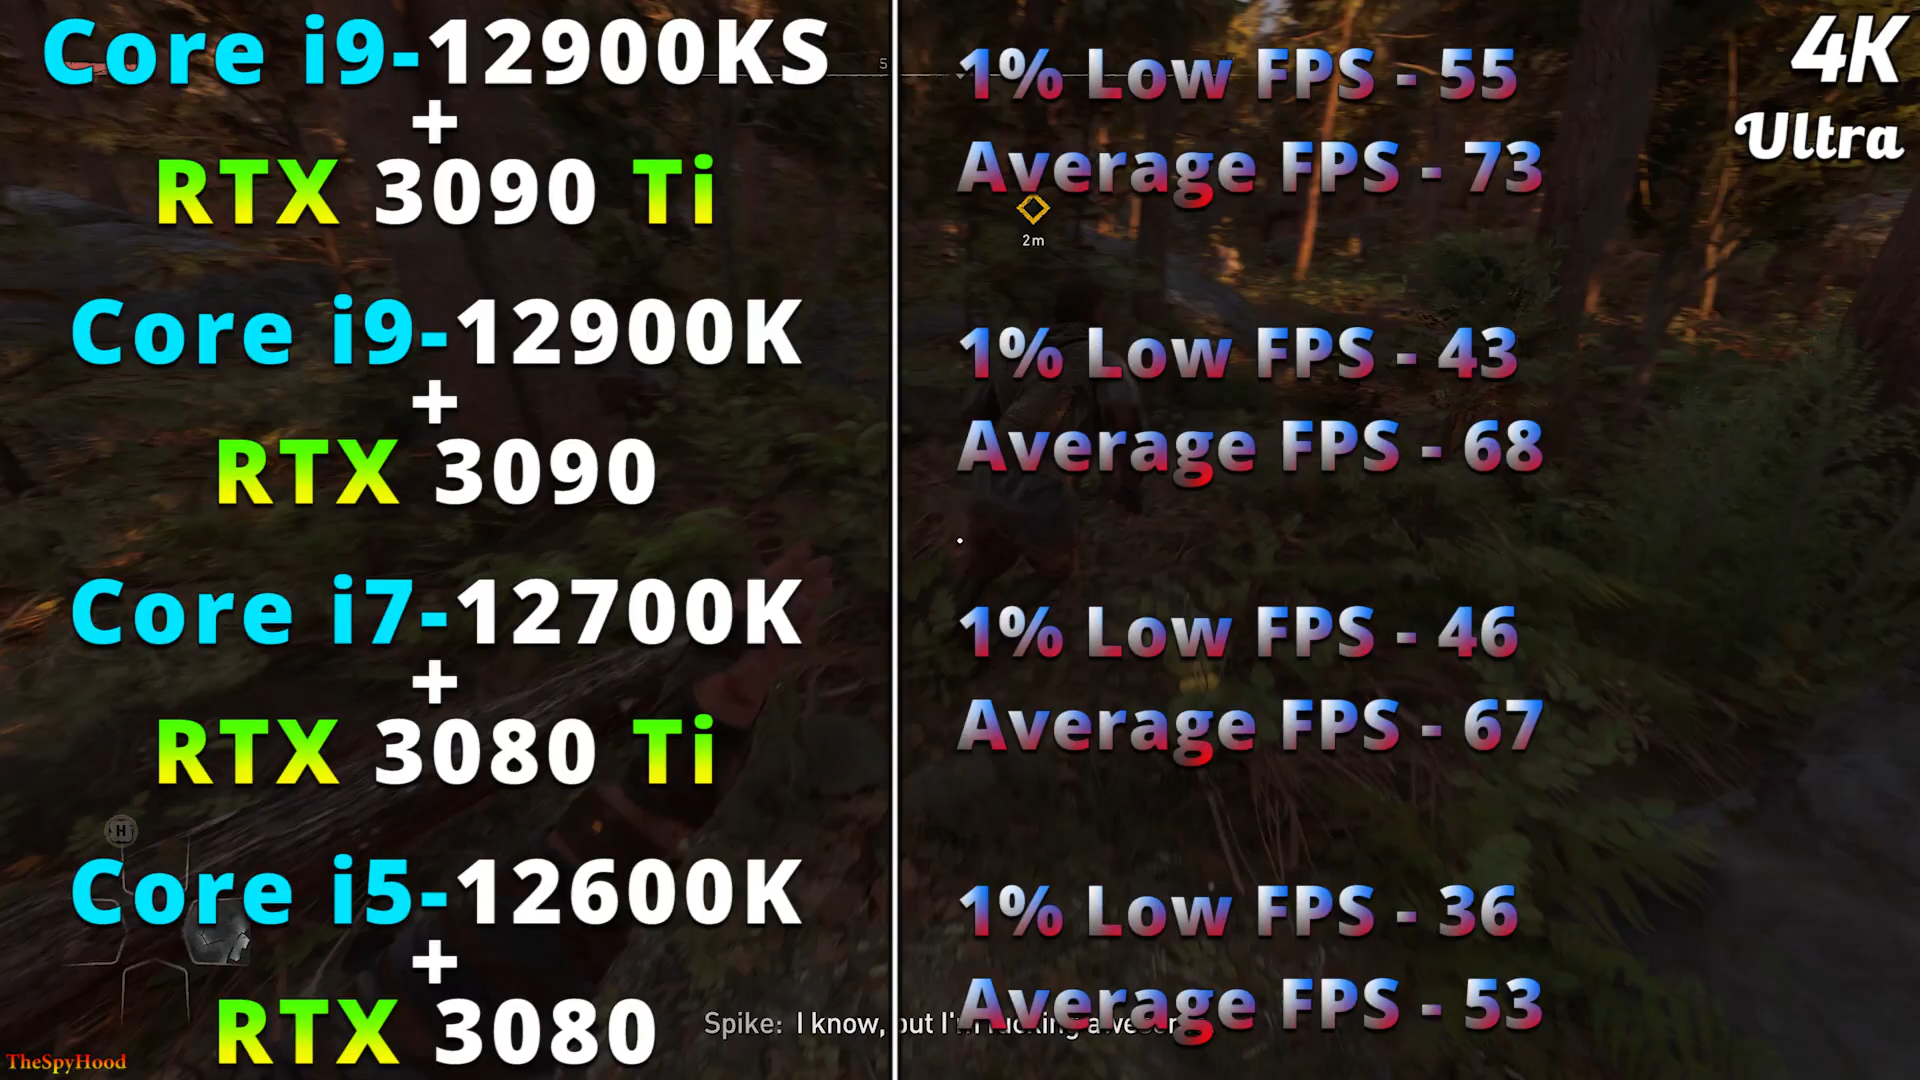 Core i9-12900KS
+
RTX 3090 Ti
1% Low FPS - 55
Average FPS - 73
4K
Ultra
S
2m
Core i9-12900K
+
RTX 3090
1% Low FPS - 43
Average FPS - 68
Core i7-12700K
+
RTX 3080 Ti
1% Low FPS - 46
Average FPS - 67
H
Core i5-12600K
+
RTX 3080
1% Low FPS - 36
Average FPS - 53
Spike: I know, but I'm fucking
TheSpyHood